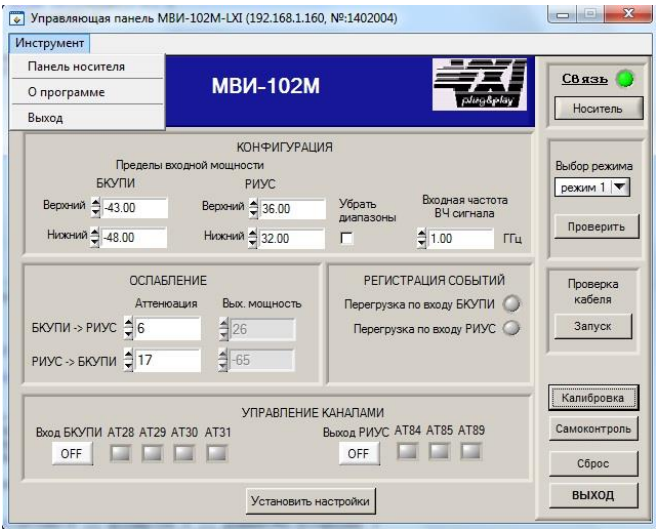 Управляющая панель МВИ-102М-LXI (192.168.1.160, №:1402004)
Инструмент
Панель носителя
О программе
Выход
МВИ-102М
VXI
plug&play
Связь
Носитель
КОНФИГУРАЦИЯ
Пределы входной мощности
БКУПИ РИУС
Верхний -43.00 Верхний 36.00 Убрать диапазоны Входная частота ВЧ сигнала
Нижний -48.00 Нижний 32.00 1.00 ГГц
Выбор режима
режим 1
Проверить
ОСЛАБЛЕНИЕ
Аттенюация Вых. мощность
БКУПИ -> РИУС 6 26
РИУС -> БКУПИ 17 -65
РЕГИСТРАЦИЯ СОБЫТИЙ
Перегрузка по входу БКУПИ
Перегрузка по входу РИУС
Проверка
кабеля
Запуск
УПРАВЛЕНИЕ КАНАЛАМИ
Вход БКУПИ AT28 AT29 AT30 AT31 Выход РИУС AT84 AT85 AT89
OFF OFF
Калибровка
Самоконтроль
Сброс
ВЫХОД
Установить настройки